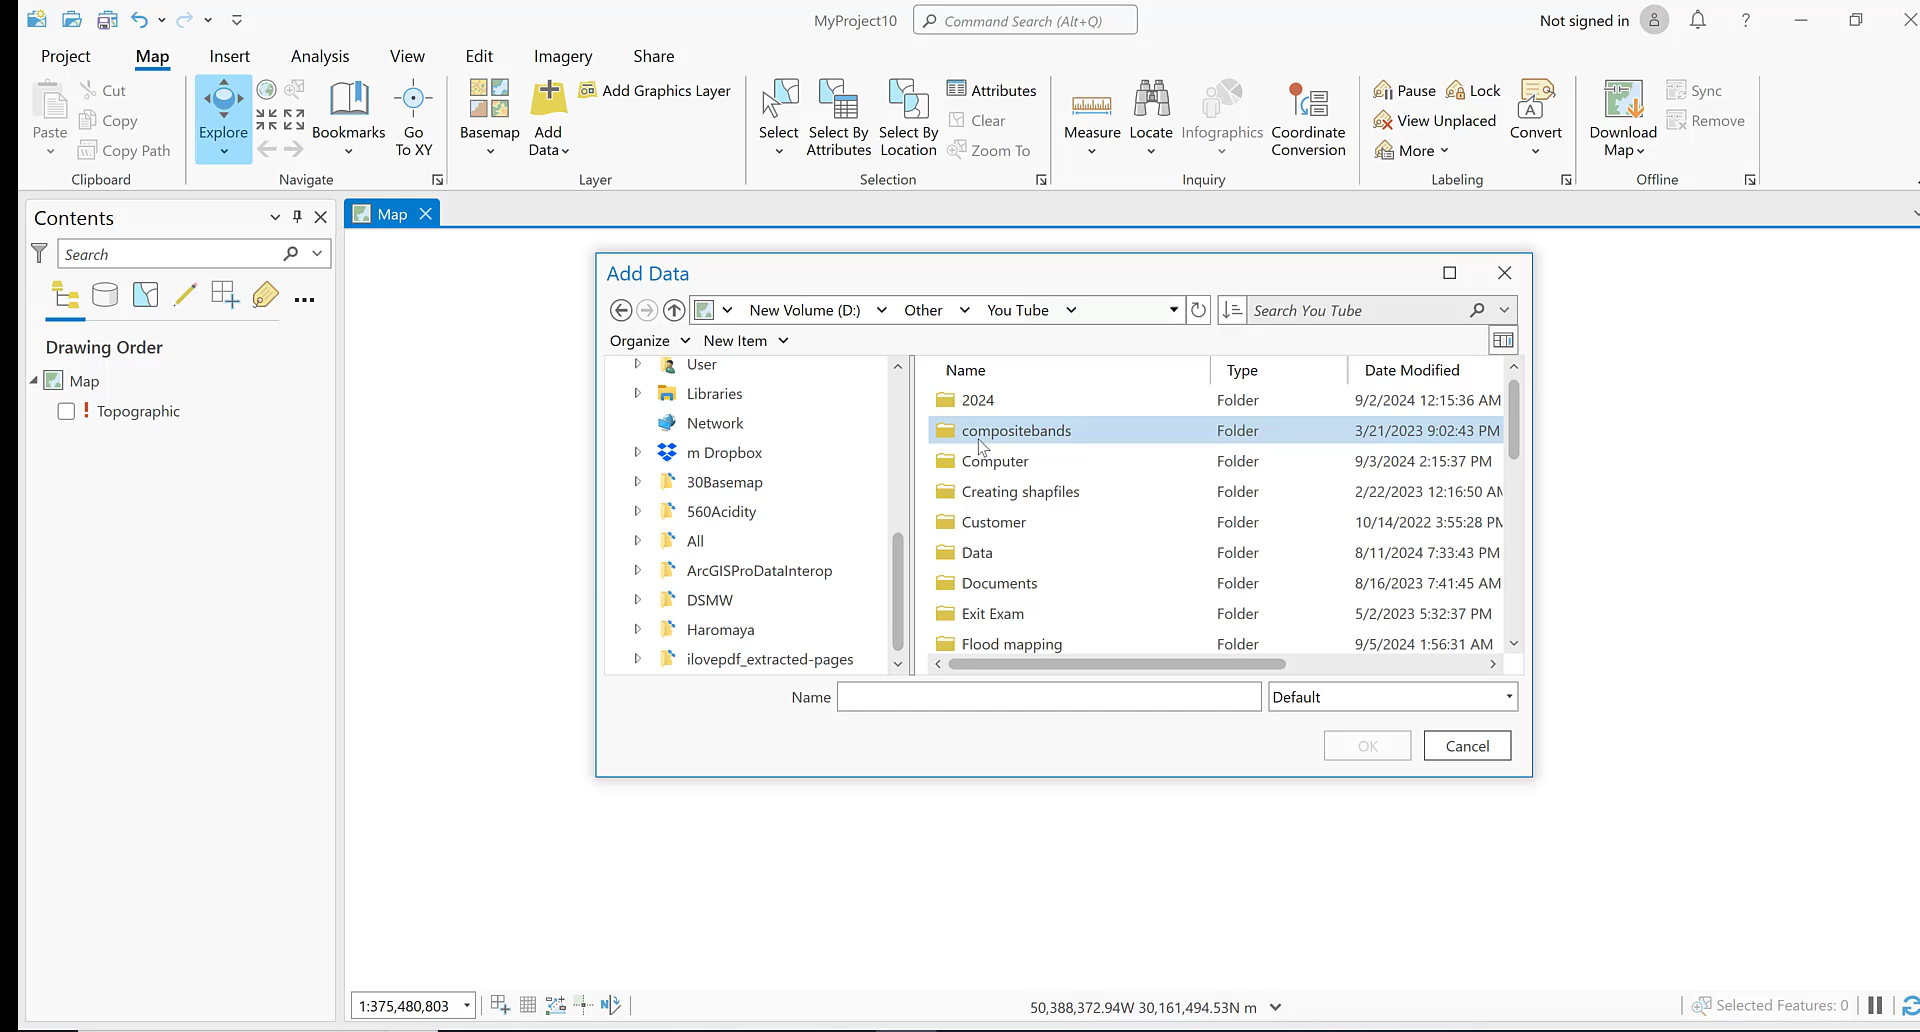 MyProject10
Command Search (Alt+Q)
Not signed in
?
Project
Map
Insert
Analysis
View
Edit
Imagery
Share
Paste
Cut
Copy
Copy Path
Clipboard
Explore
Bookmarks
Go
To XY
Navigate
Basemap
Add
Data
Add Graphics Layer
Layer
Select
Select By
Attributes
Select By
Location
Attributes
Clear
Zoom To
Selection
Measure
Locate
Infographics
Coordinate
Conversion
Inquiry
Pause
Lock
View Unplaced
More
Convert
Labeling
Download
Map
Sync
Remove
Offline
Contents
Search
Drawing Order
Map
! Topographic
Map
Add Data
New Volume (D:)
Other
You Tube
Search You Tube
Organize
New Item
User
Libraries
Network
m Dropbox
30Basemap
560Acidity
All
ArcGISProDataInterop
DSMW
Haromaya
ilovepdf_extracted-pages
Name Type Date Modified
2024 Folder 9/2/2024 12:15:36 AM
compositebands Folder 3/21/2023 9:02:43 PM
Computer Folder 9/3/2024 2:15:37 PM
Creating shapfiles Folder 2/22/2023 12:16:50 AM
Customer Folder 10/14/2022 3:55:28 PM
Data Folder 8/11/2024 7:33:43 PM
Documents Folder 8/16/2023 7:41:45 AM
Exit Exam Folder 5/2/2023 5:32:37 PM
Flood mapping Folder 9/5/2024 1:56:31 AM
Name
Default
OK
Cancel
1:375,480,803
50,388,372.94W 30,161,494.53N m
Selected Features: 0